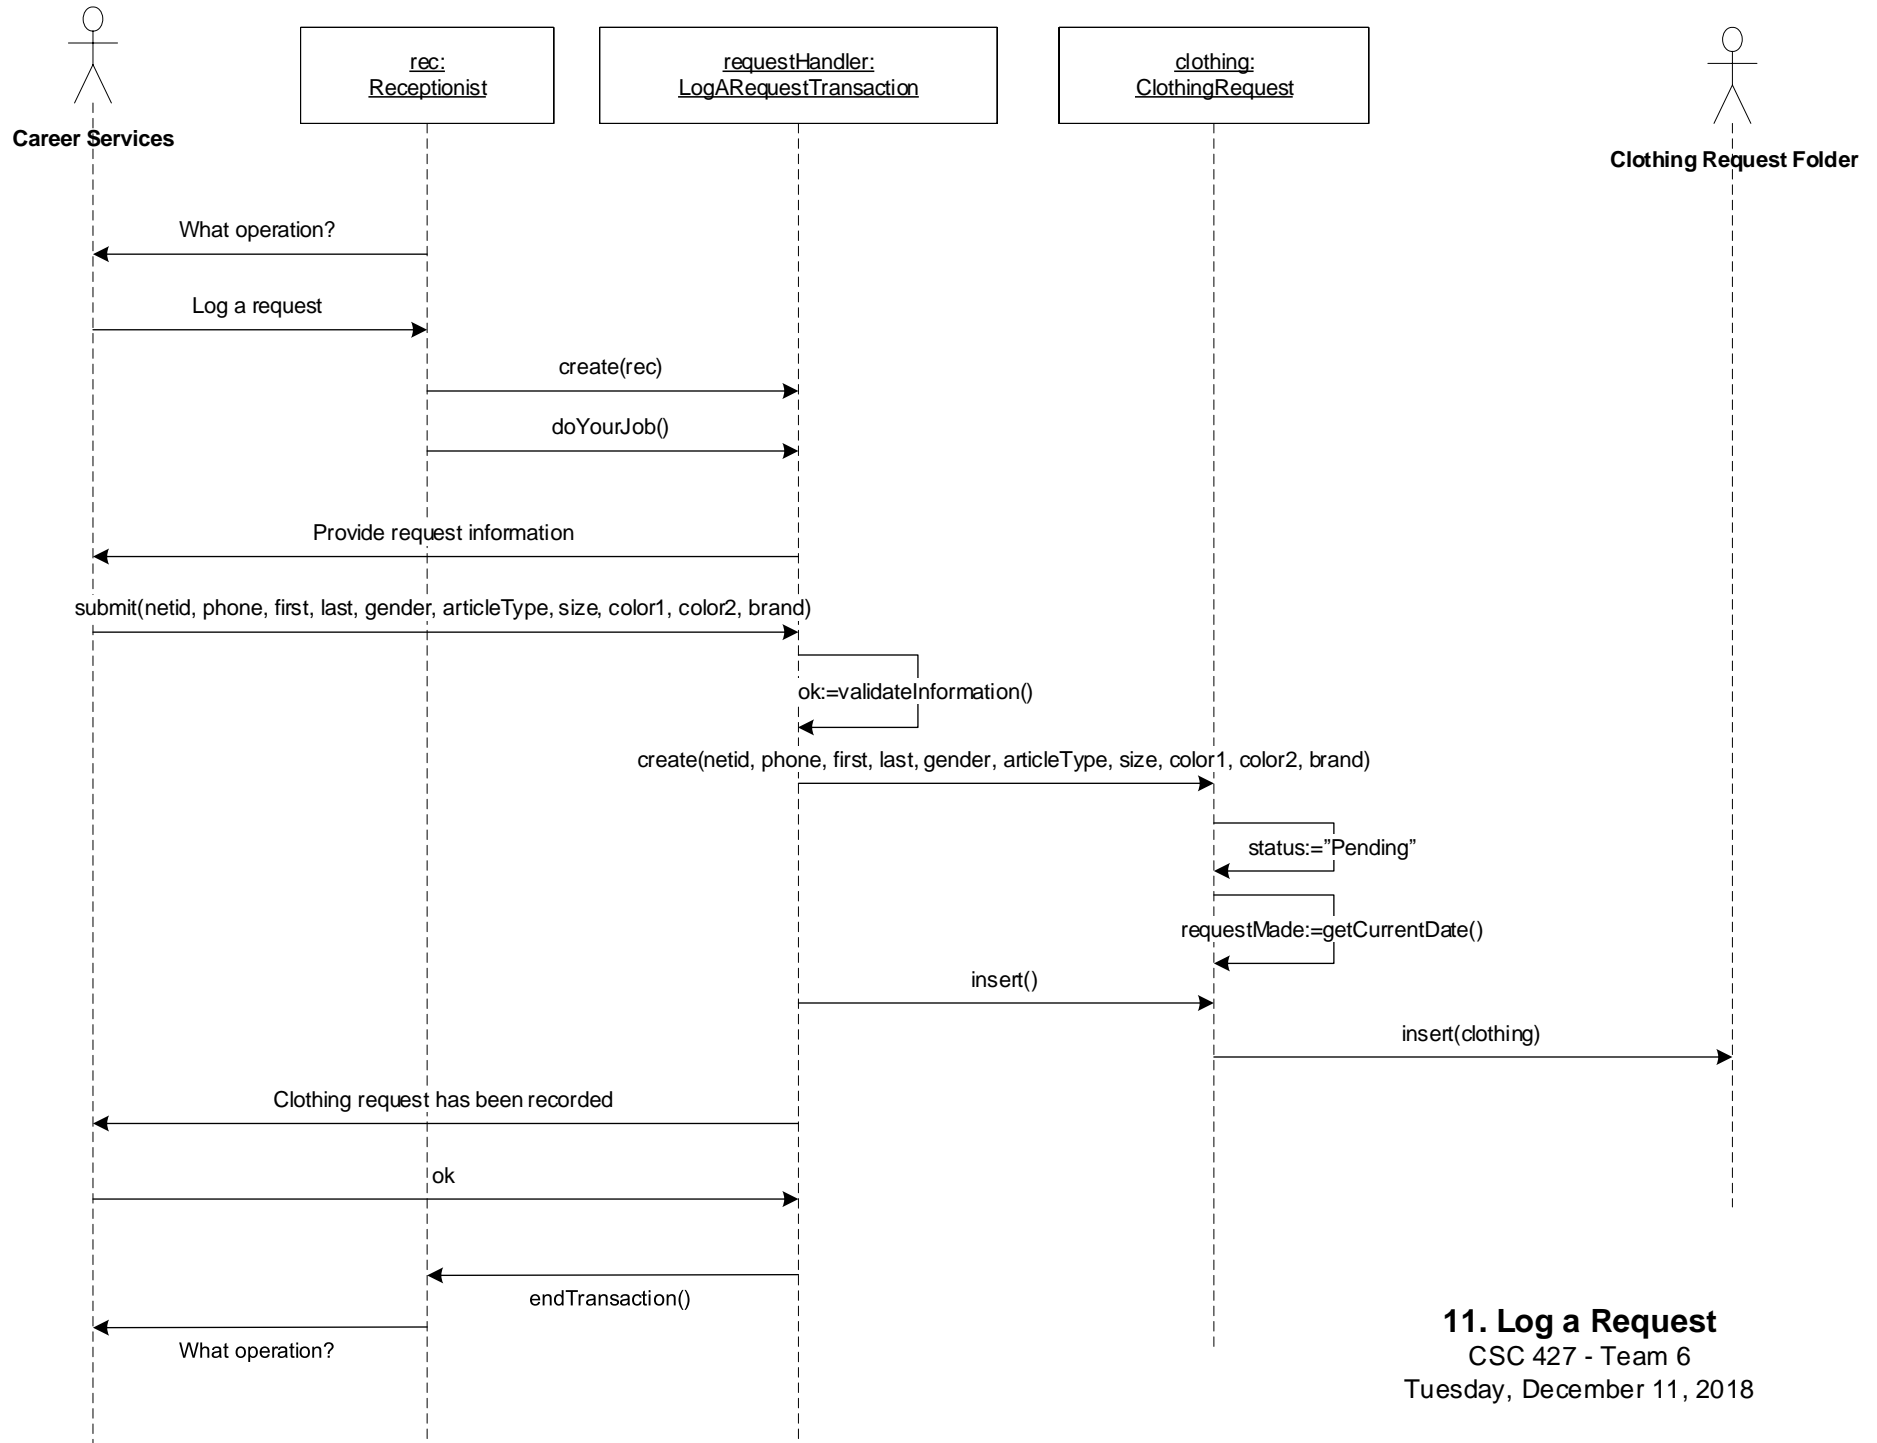 rec:
Receptionist
requestHandler:
LogARequestTransaction
clothing:
ClothingRequest
Career Services
Clothing Request Folder
What operation?
Log a request
create(rec)
doYourJob()
Provide request information
submit(netid, phone, first, last, gender, articleType, size, color1, color2, brand)
ok:=validateInformation()
create(netid, phone, first, last, gender, articleType, size, color1, color2, brand)
status:=”Pending”
requestMade:=getCurrentDate()
insert()
insert(clothing)
Clothing request has been recorded
ok
endTransaction()
What operation?
11. Log a Request
CSC 427 - Team 6
Tuesday, December 11, 2018